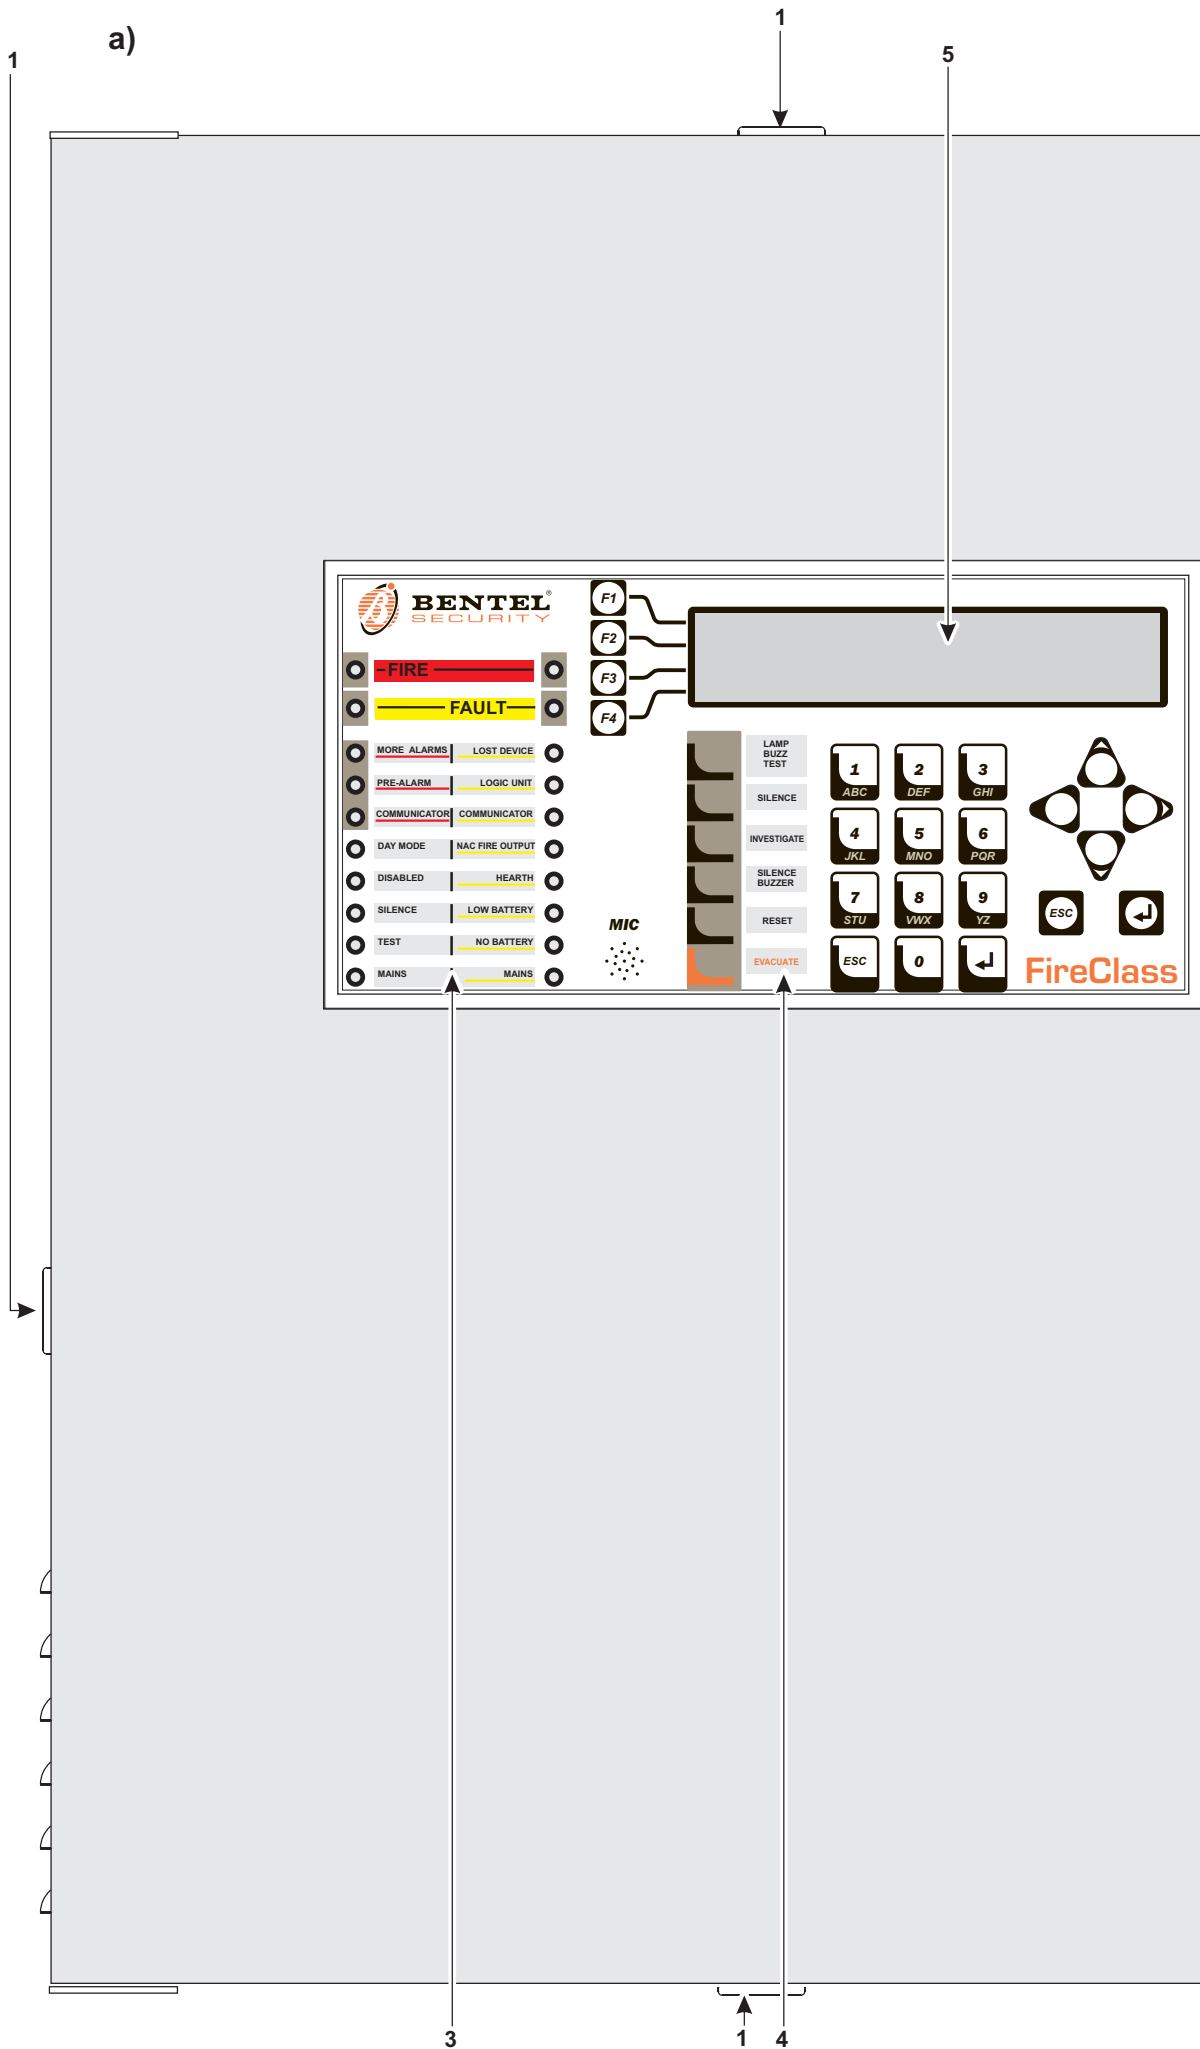 a)
1
1
5
BENTEL®
SECURITY
FIRE
FAULT
MORE ALARMS LOST DEVICE
PRE-ALARM LOGIC UNIT
COMMUNICATOR COMMUNICATOR
DAY MODE NAC FIRE OUTPUT
DISABLED HEARTH
SILENCE LOW BATTERY
TEST NO BATTERY
MAINS MAINS
MIC
F1
F2
F3
F4
LAMP
BUZZ
TEST
SILENCE
INVESTIGATE
SILENCE
BUZZER
RESET
EVACUATE
1 2 3
ABC DEF GHI
4 5 6
JKL MNO PQR
7 8 9
STU VWX YZ
ESC 0
ESC
FireClass
1
3
1
4